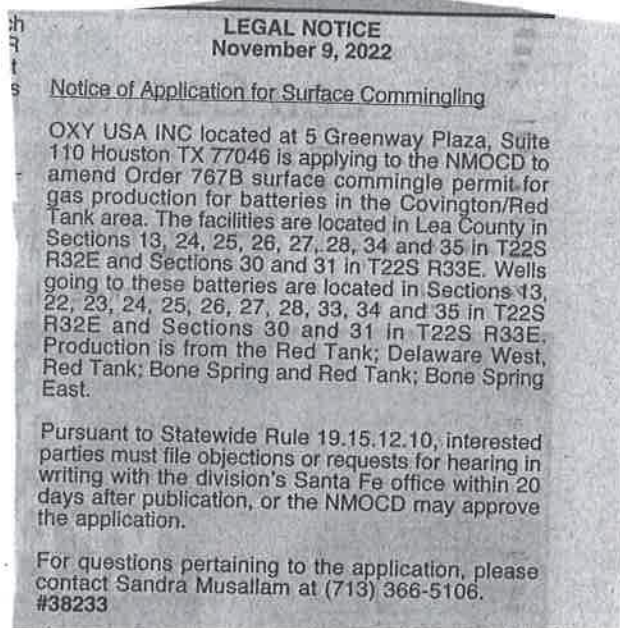 ch
R
t
s
LEGAL NOTICE
November 9, 2022
Notice of Application for Surface Commingling
OXY USA INC located at 5 Greenway Plaza, Suite
110 Houston TX 77046 is applying to the NMOCD to
amend Order 767B surface commingle permit for
gas production for batteries in the Covington/Red
Tank area. The facilities are located in Lea County in
Sections 13, 24, 25, 26, 27, 28, 34 and 35 in T22S
R32E and Sections 30 and 31 in T22S R33E. Wells
going to these batteries are located in Sections 13,
22, 23, 24, 25, 26, 27, 28, 33, 34 and 35 in T22S
R32E and Sections 30 and 31 in T22S R33E.
Production is from the Red Tank; Delaware West,
Red Tank; Bone Spring and Red Tank; Bone Spring
East.
Pursuant to Statewide Rule 19.15.12.10, interested
parties must file objections or requests for hearing in
writing with the division's Santa Fe office within 20
days after publication, or the NMOCD may approve
the application.
For questions pertaining to the application, please
contact Sandra Musallam at (713) 366-5106.
#38233